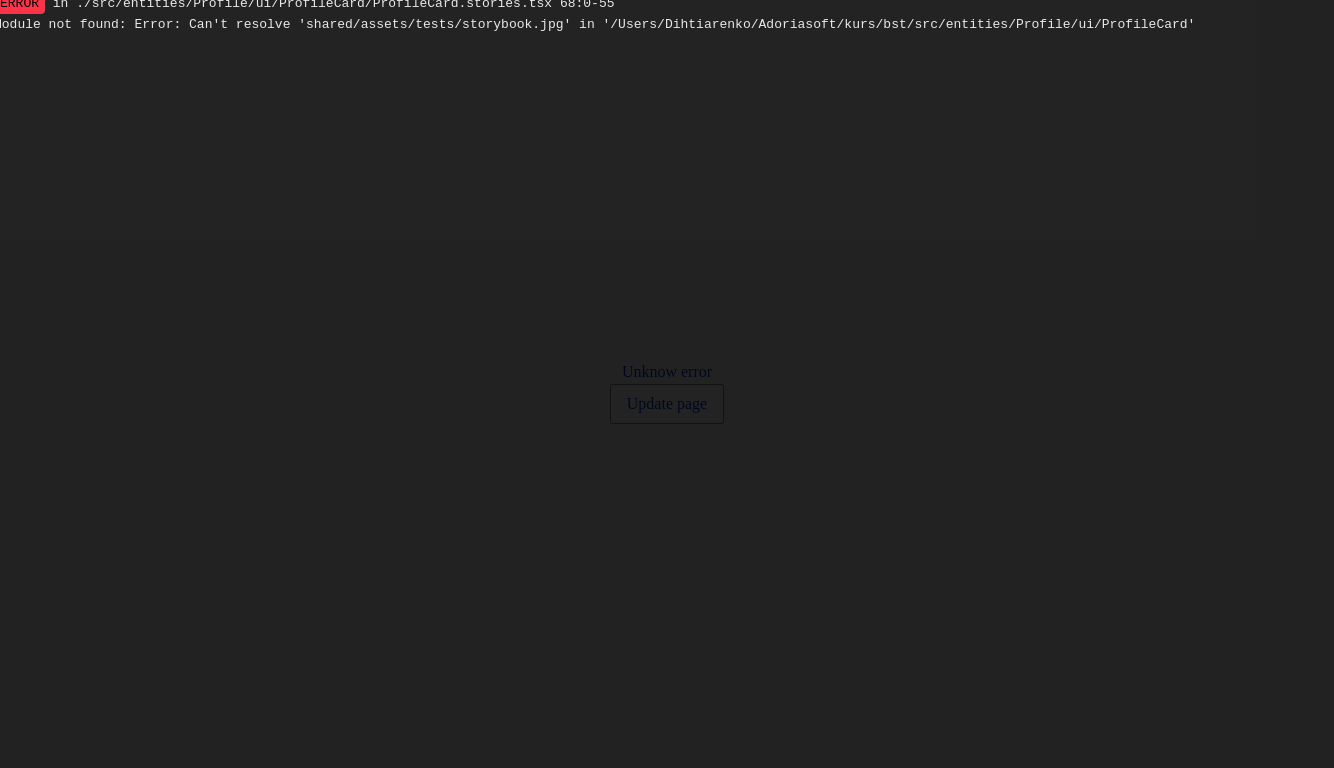 ERROR in ./src/entities/Profile/ui/ProfileCard/ProfileCard.stories.tsx 68:0-55
Module not found: Error: Can't resolve 'shared/assets/tests/storybook.jpg' in '/Users/Dihtiarenko/Adoriasoft/kurs/bst/src/entities/Profile/ui/ProfileCard'
Unknow error
Update page